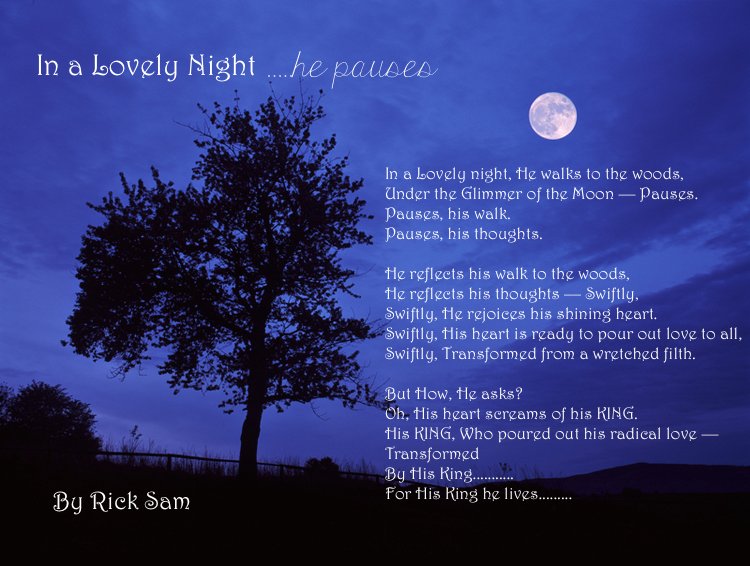 In a Lovely Night ....he pauses
In a Lovely night, He walks to the woods,
Under the Glimmer of the Moon — Pauses.
Pauses, his walk.
Pauses, his thoughts.
He reflects his walk to the woods,
He reflects his thoughts — Swiftly,
Swiftly, He rejoices his shining heart.
Swiftly, His heart is ready to pour out love to all,
Swiftly, Transformed from a wretched filth.
But How, He asks?
Oh, His heart screams of his KING.
His KING, Who poured out his radical love —
Transformed
By His King...........
For His King he lives.........
By Rick Sam